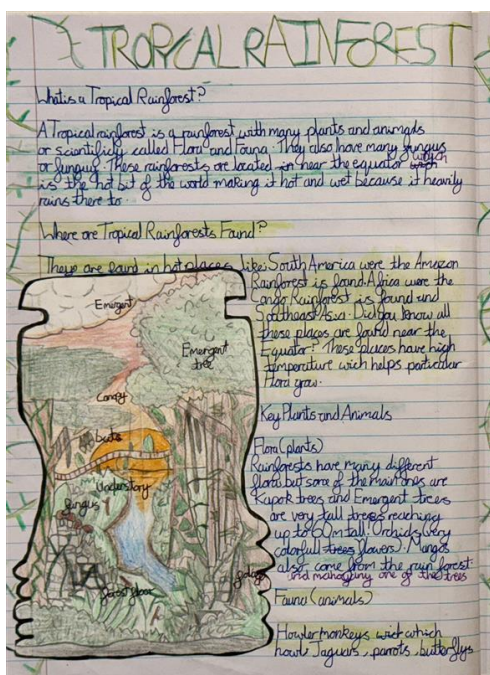 TROPYCAL RAINFOREST
What is a Tropical Rainforest?
A Tropical rainforest is a rainforest with many plants and animals
or scientificly called Flora and Fauna. They also have many fungus
or fungug. These rainforests are located in near the equator which
is the hot bit of the world making it hot and wet because it heavily
rains there to.
Where are Tropical Rainforests Found?
They are found in hot places like South America were the Amazon
Rainforest is found Africa were the
Congo Rainforest is found and
Southeast Asia. Did you know all
these places are found near the
Equator? These places have high
temperature wich helps particular
Flora grow.
Key Plants and Animals
Flora (plants)
Rainforests have many different
flora but some of the main ones are
Kapok trees and Emergent trees
are very tall trees reaching
up to 60m tall. Orchids (very
colorfull trees flowers). Mangos
also come from the rain forest
and mahogany one of the trees
Fauna (animals)
Howler monkeys which
howl, Jaguars, parrots, butterflys
Emergent
Emergent
tree
Canopy
huts
Understory
fungus
forest floor